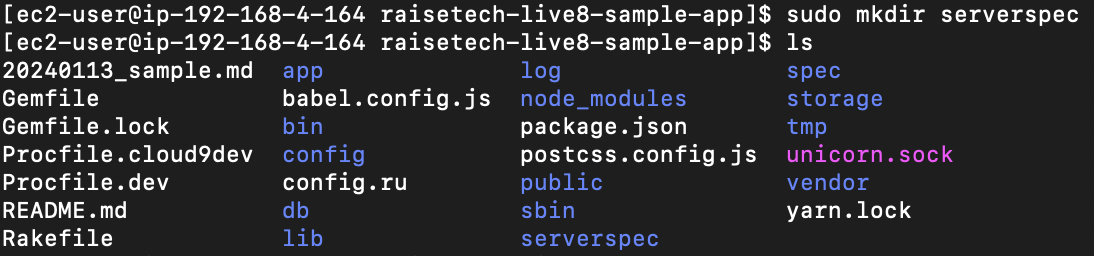 [ec2-user@ip-192-168-4-164 raisetech-live8-sample-app]$ sudo mkdir serverspec
[ec2-user@ip-192-168-4-164 raisetech-live8-sample-app]$ ls
20240113_sample.md  app              log                spec
Gemfile             babel.config.js  node_modules       storage
Gemfile.lock        bin              package.json       tmp
Procfile.cloud9dev  config           postcss.config.js  unicorn.sock
Procfile.dev        config.ru        public             vendor
README.md           db               sbin               yarn.lock
Rakefile            lib              serverspec